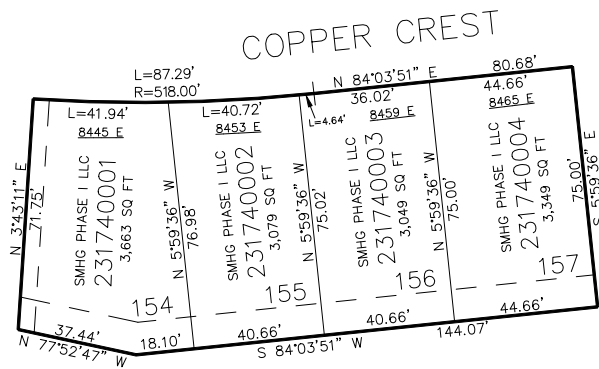 COPPER CREST
L=87.29'
R=518.00'
N 84°03'51" E
80.68'
L=41.94'
8445 E
L=40.72'
8453 E
L=4.64'
36.02'
8459 E
44.66'
8465 E
N 3°43'11" E
71.75'
SMHG PHASE I LLC
231740001
3,663 SQ FT
N 5°59'36" W
76.98'
SMHG PHASE I LLC
231740002
3,079 SQ FT
N 5°59'36" W
75.02'
SMHG PHASE I LLC
231740003
3,049 SQ FT
N 5°59'36" W
75.00'
SMHG PHASE I LLC
231740004
3,349 SQ FT
75.00'
S 5°59'36" E
154
155
156
157
37.44'
N 77°52'47" W
18.10'
40.66'
40.66'
44.66'
S 84°03'51" W
144.07'